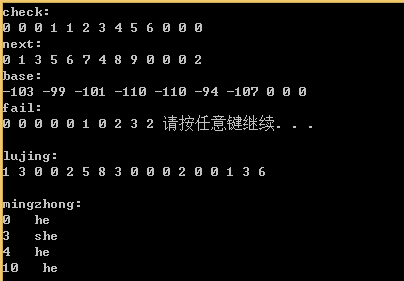 check:
0 0 0 1 1 2 3 4 5 6 0 0 0
next:
0 1 3 5 6 7 4 8 9 0 0 0 2
base:
-103 -99 -101 -110 -110 -94 -107 0 0 0
fail:
0 0 0 0 0 1 0 2 3 2 请按任意键继续. . .
lujing:
1 3 0 0 2 5 8 3 0 0 0 2 0 0 1 3 6
mingzhong:
0 he
3 she
4 he
10 he